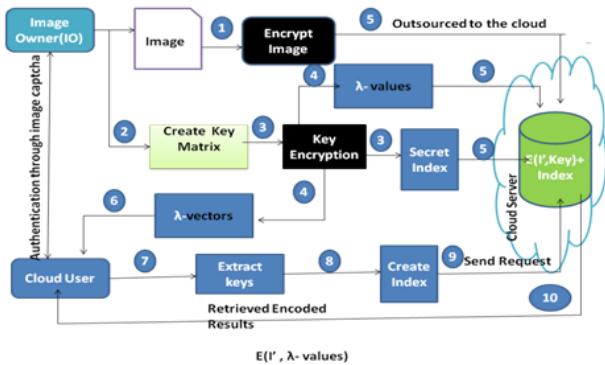 Image
Owner(IO)
Image
1
Encrypt
Image
5
Outsourced to the cloud
4
λ- values
5
2
Create Key
Matrix
3
Key
Encryption
3
Secret
Index
5
E(I',Key)+
Index
Cloud Server
Authentication through image captcha
4
6
λ-vectors
Cloud User
7
Extract
keys
8
Create
Index
9
Send Request
10
Retrieved Encoded
Results
E(I' , λ- values)